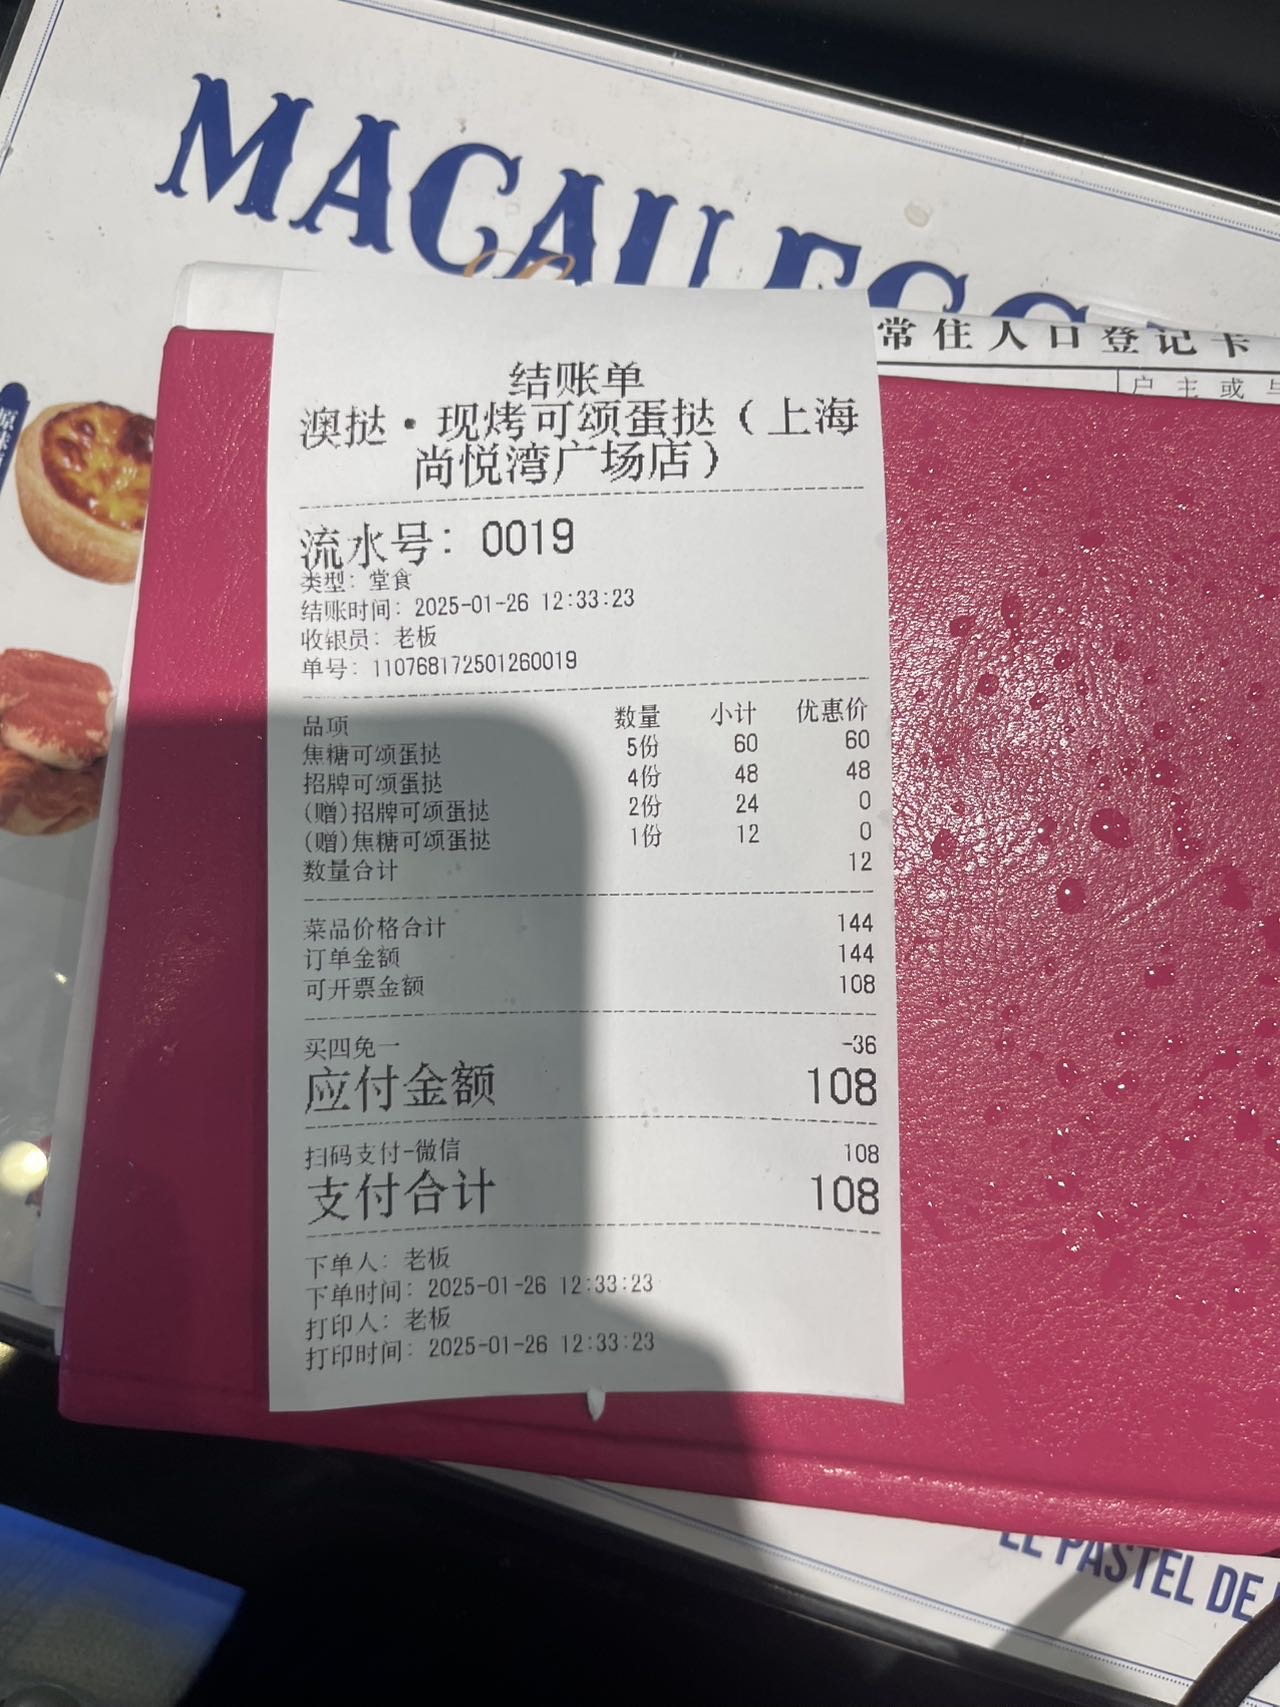 MACAU EGG
原味
常住人口登记卡
户主或与
结账单
澳挞·现烤可颂蛋挞（上海
尚悦湾广场店）
流水号：0019
类型：堂食
结账时间：2025-01-26 12:33:23
收银员：老板
单号：110768172501260019
品项 数量 小计 优惠价
焦糖可颂蛋挞 5份 60 60
招牌可颂蛋挞 4份 48 48
(赠)招牌可颂蛋挞 2份 24 0
(赠)焦糖可颂蛋挞 1份 12 0
数量合计 12
菜品价格合计 144
订单金额 144
可开票金额 108
买四免一 -36
应付金额 108
扫码支付-微信 108
支付合计 108
下单人：老板
下单时间：2025-01-26 12:33:23
打印人：老板
打印时间：2025-01-26 12:33:23
LE PASTEL DE